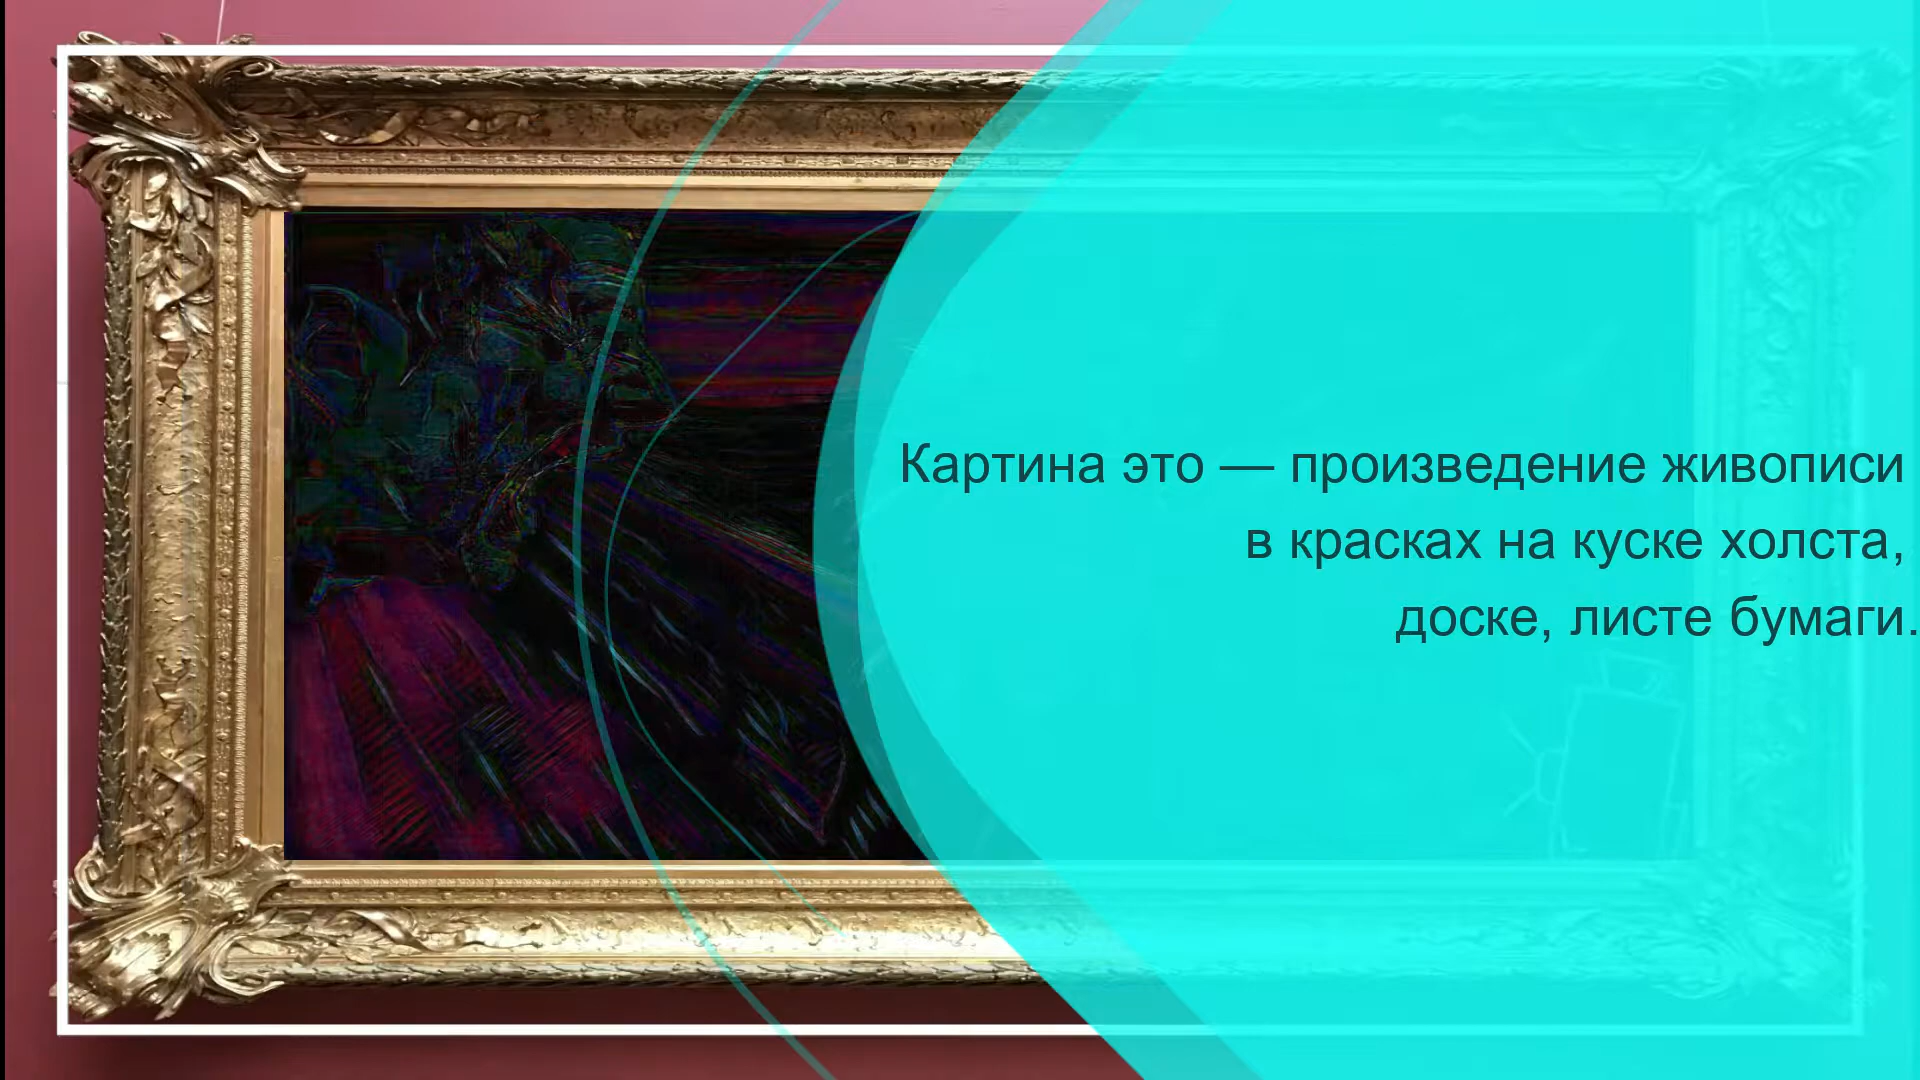 Картина это — произведение живописи
в красках на куске холста,
доске, листе бумаги.